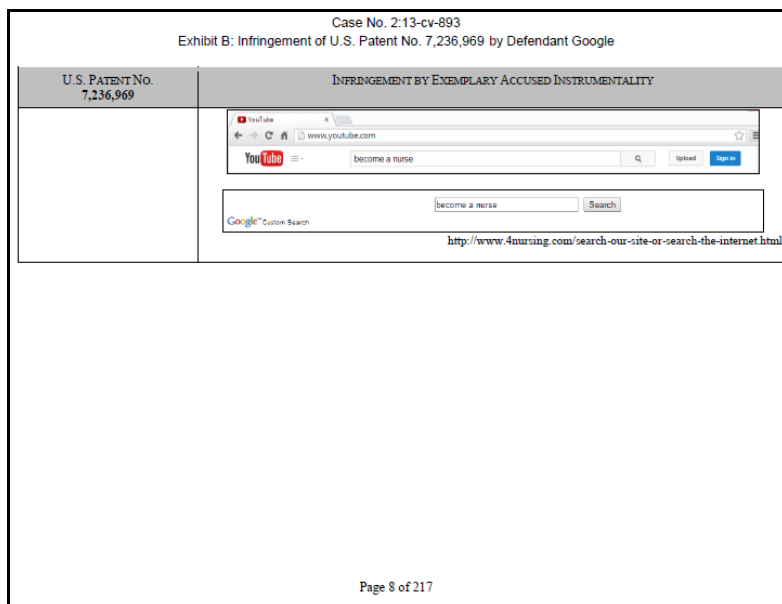 Case No. 2:13-cv-893
Exhibit B: Infringement of U.S. Patent No. 7,236,969 by Defendant Google
U.S. PATENT NO.
7,236,969
INFRINGEMENT BY EXEMPLARY ACCUSED INSTRUMENTALITY
YouTube x
www.youtube.com
YouTube become a nurse Upload Sign in
become a nurse Search
Google™ Custom Search
http://www.4nursing.com/search-our-site-or-search-the-internet.html
Page 8 of 217